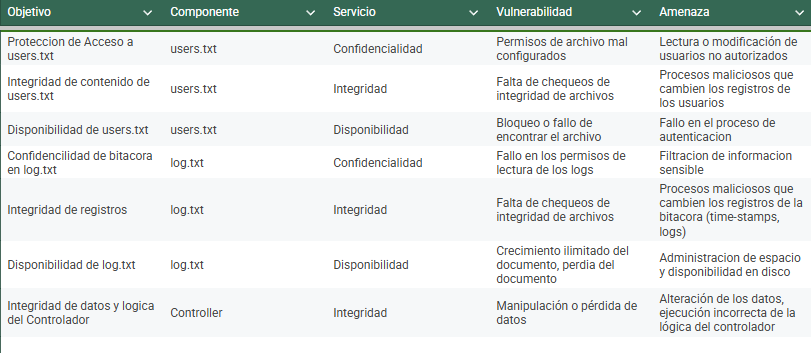 Objetivo Componente Servicio Vulnerabilidad Amenaza
Proteccion de Acceso a users.txt users.txt Confidencialidad Permisos de archivo mal configurados Lectura o modificación de usuarios no autorizados
Integridad de contenido de users.txt users.txt Integridad Falta de chequeos de integridad de archivos Procesos maliciosos que cambien los registros de los usuarios
Disponibilidad de users.txt users.txt Disponibilidad Bloqueo o fallo de encontrar el archivo Fallo en el proceso de autenticacion
Confidencilidad de bitacora en log.txt log.txt Confidencialidad Fallo en los permisos de lectura de los logs Filtracion de informacion sensible
Integridad de registros log.txt Integridad Falta de chequeos de integridad de archivos Procesos maliciosos que cambien los registros de la bitacora (time-stamps, logs)
Disponibilidad de log.txt log.txt Disponibilidad Crecimiento ilimitado del documento, perdia del documento Administracion de espacio y disponibilidad en disco
Integridad de datos y logica del Controlador Controller Integridad Manipulación o pérdida de datos Alteración de los datos, ejecución incorrecta de la lógica del controlador